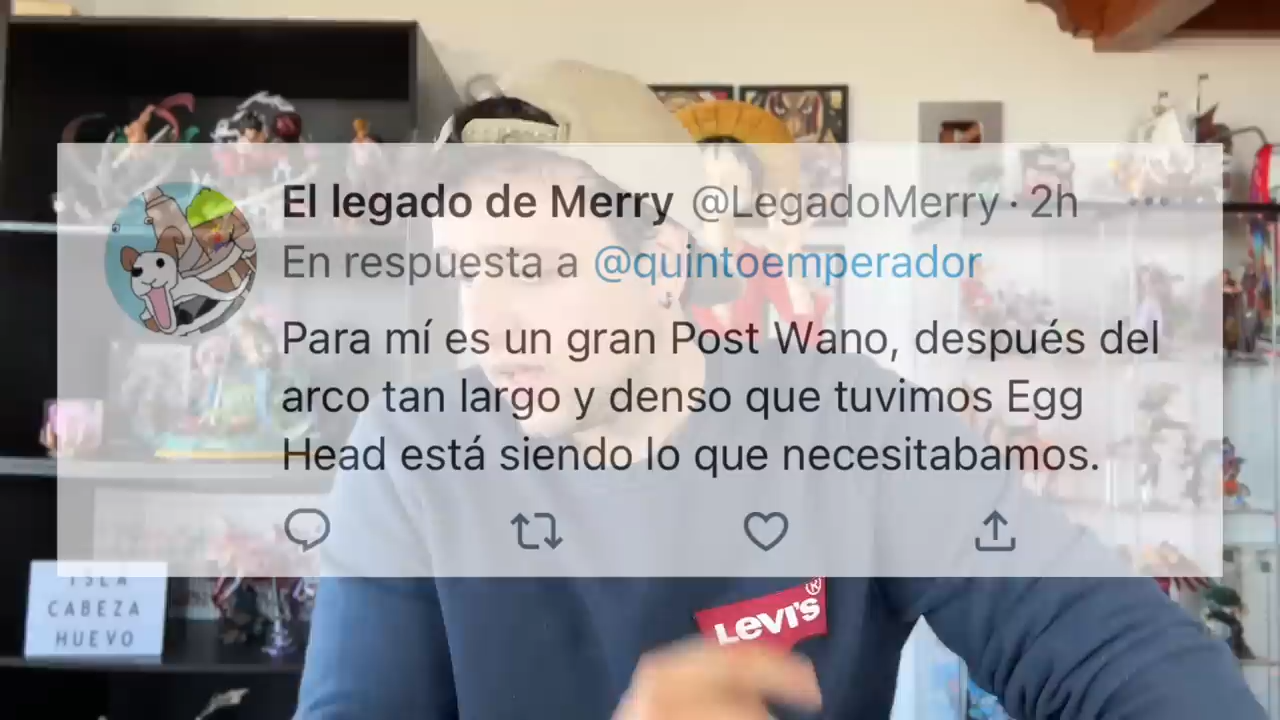 El legado de Merry @LegadoMerry · 2h
En respuesta a @quintoemperador
Para mí es un gran Post Wano, después del
arco tan largo y denso que tuvimos Egg
Head está siendo lo que necesitabamos.
ISLA
CABEZA
HUEVO
Levi's®